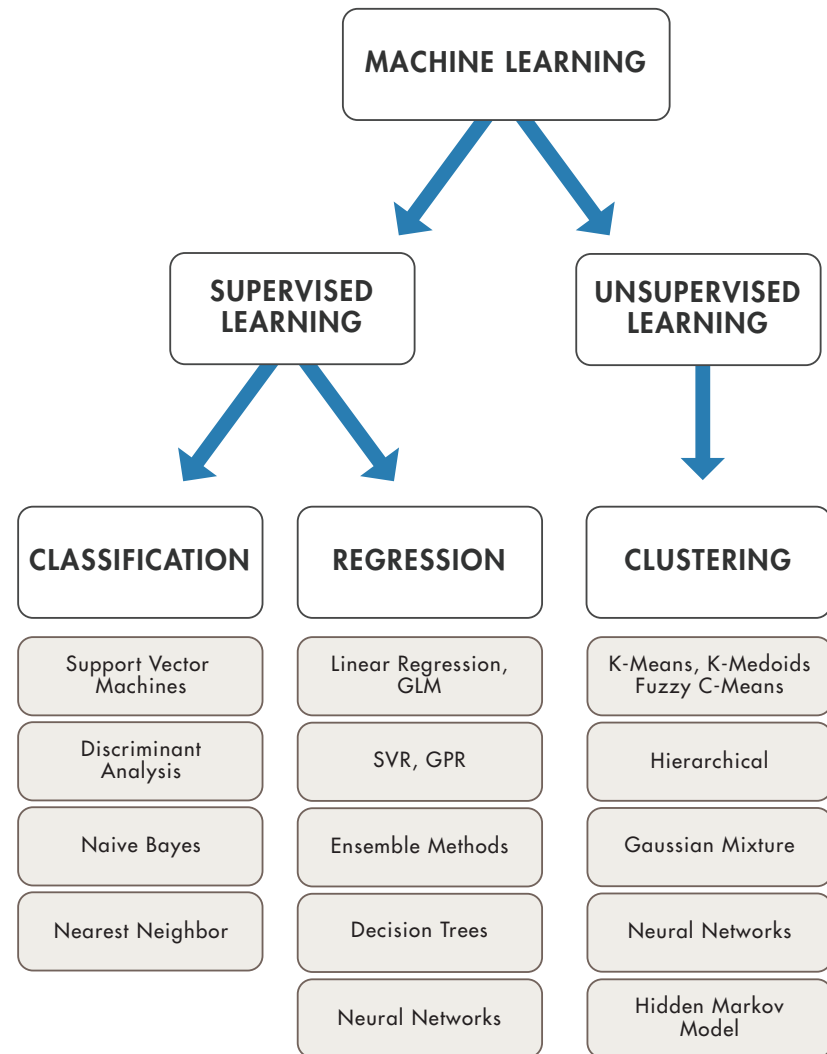 MACHINE LEARNING
SUPERVISED
LEARNING
UNSUPERVISED
LEARNING
CLASSIFICATION
Support Vector
Machines
Discriminant
Analysis
Naive Bayes
Nearest Neighbor
REGRESSION
Linear Regression,
GLM
SVR, GPR
Ensemble Methods
Decision Trees
Neural Networks
CLUSTERING
K-Means, K-Medoids
Fuzzy C-Means
Hierarchical
Gaussian Mixture
Neural Networks
Hidden Markov
Model